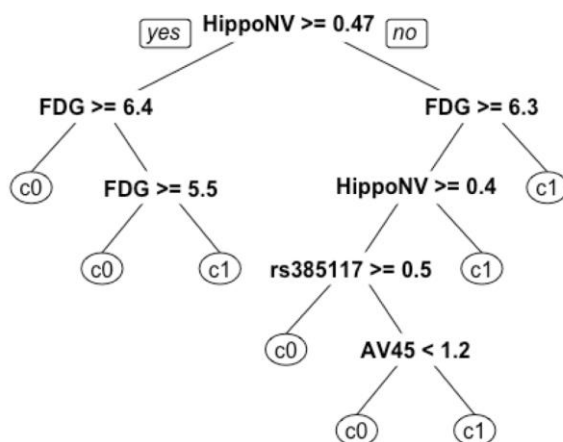 yes HippoNV >= 0.47 no
FDG >= 6.4 FDG >= 6.3
c0 FDG >= 5.5 HippoNV >= 0.4 c1
c0 c1 rs385117 >= 0.5 c1
c0 AV45 < 1.2
c0 c1